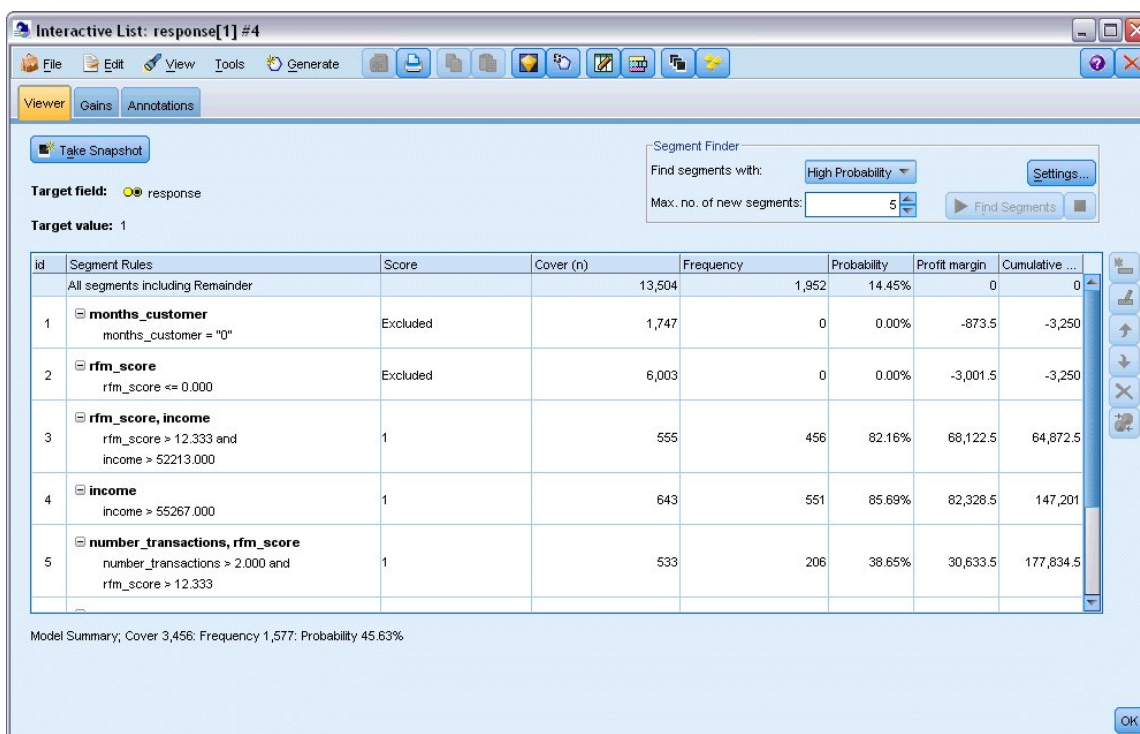 Interactive List: response[1] #4
File Edit View Tools Generate
Viewer Gains Annotations
Take Snapshot
Segment Finder
Find segments with: High Probability Settings...
Target field: response
Max. no. of new segments: 5 Find Segments
Target value: 1
id Segment Rules Score Cover (n) Frequency Probability Profit margin Cumulative ...
All segments including Remainder 13,504 1,952 14.45% 0 0
1 months_customer Excluded 1,747 0 0.00% -873.5 -3,250
months_customer = "0"
2 rfm_score Excluded 6,003 0 0.00% -3,001.5 -3,250
rfm_score <= 0.000
3 rfm_score, income 1 555 456 82.16% 68,122.5 64,872.5
rfm_score > 12.333 and
income > 52213.000
4 income 1 643 551 85.69% 82,328.5 147,201
income > 55267.000
5 number_transactions, rfm_score 1 533 206 38.65% 30,633.5 177,834.5
number_transactions > 2.000 and
rfm_score > 12.333
Model Summary; Cover 3,456: Frequency 1,577: Probability 45.63%
OK